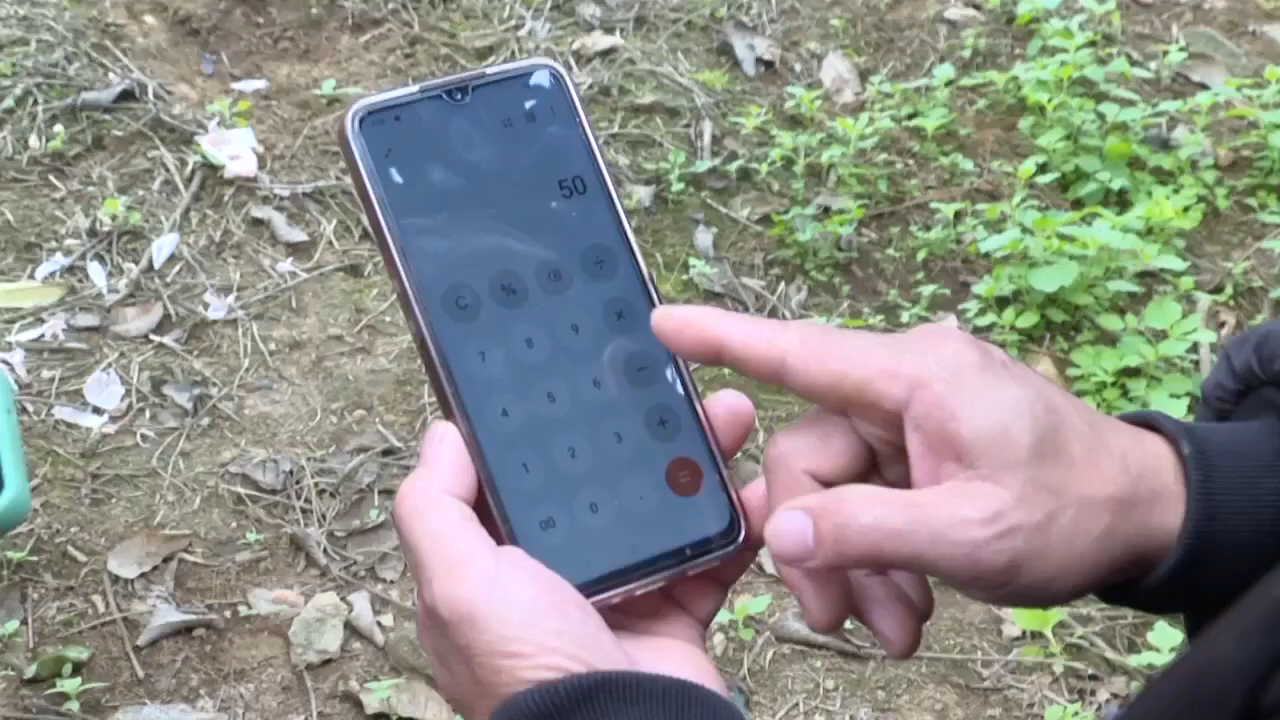 50
C % ÷
7 8 9 ×
4 5 6 −
1 2 3 +
00 0 . =